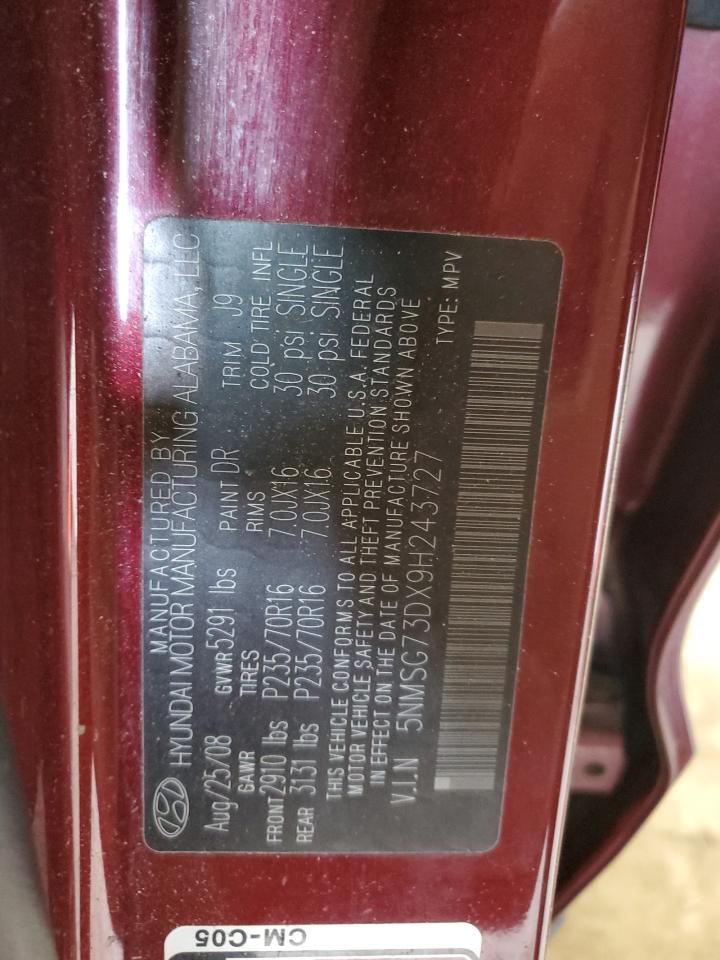 MANUFACTURED BY
HYUNDAI MOTOR MANUFACTURING ALABAMA, LLC
Aug/25/08 GVWR 5291 lbs PAINT DR TRIM J9
GAWR TIRES RIMS COLD TIRE INFL
FRONT 2910 lbs P235/70R16 7.0JX16 30 psi SINGLE
REAR 3131 lbs P235/70R16 7.0JX16 30 psi SINGLE
THIS VEHICLE CONFORMS TO ALL APPLICABLE U.S.A. FEDERAL
MOTOR VEHICLE SAFETY AND THEFT PREVENTION STANDARDS
IN EFFECT ON THE DATE OF MANUFACTURE SHOWN ABOVE
V.I.N 5NMSG73DX9H243727 TYPE: MPV
CM-C05